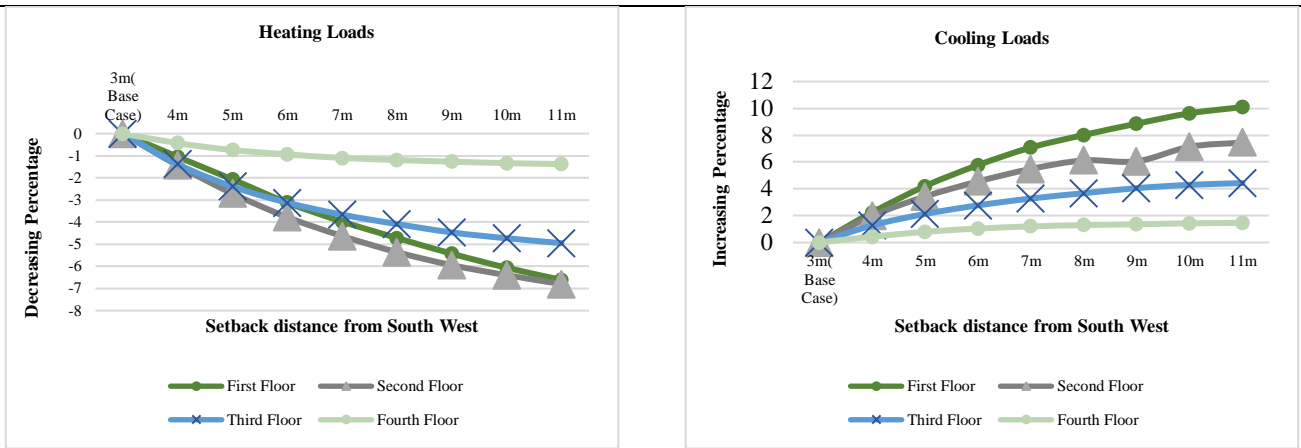 Heating Loads
3m(
Base
Case)
4m
5m
6m
7m
8m
9m
10m
11m
0
-1
-2
-3
-4
-5
-6
-7
-8
Decreasing Percentage
Setback distance from South West
First Floor
Second Floor
Third Floor
Fourth Floor
Cooling Loads
12
10
8
6
4
2
0
Increasing Percentage
3m(
Base
Case)
4m
5m
6m
7m
8m
9m
10m
11m
Setback distance from South West
First Floor
Second Floor
Third Floor
Fourth Floor